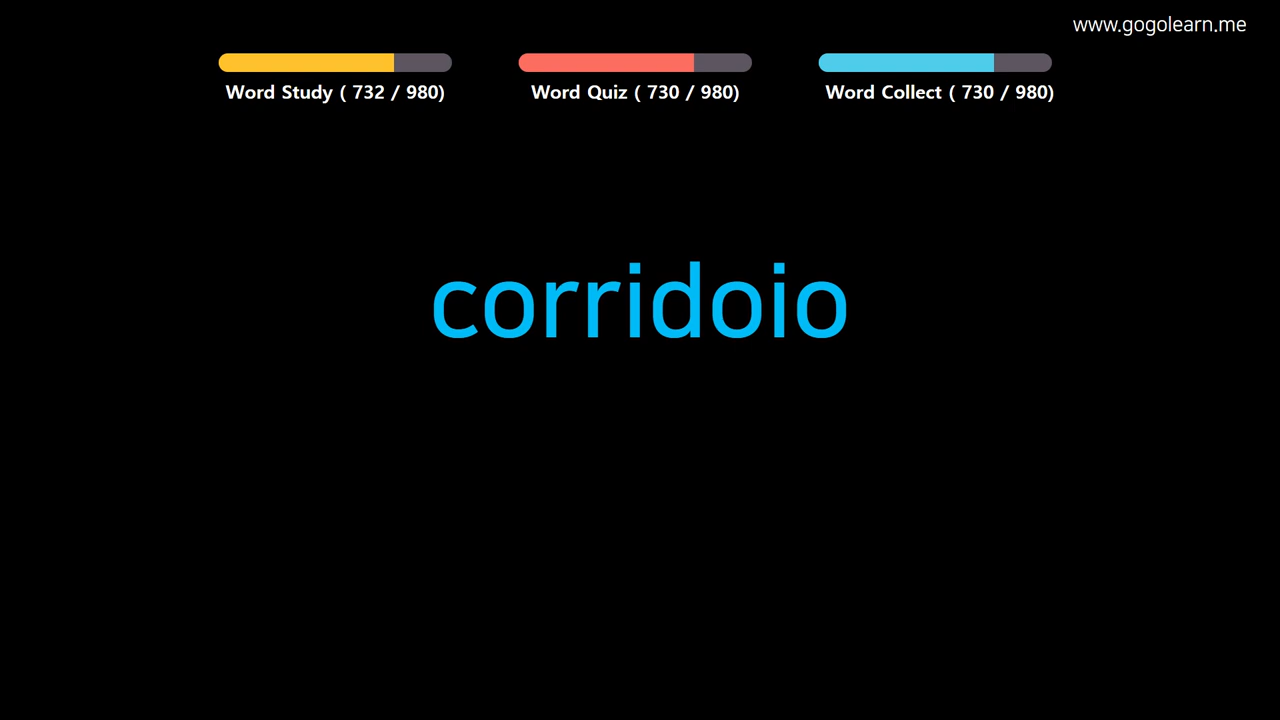 www.gogolearn.me
Word Study ( 732 / 980)
Word Quiz ( 730 / 980)
Word Collect ( 730 / 980)
corridoio